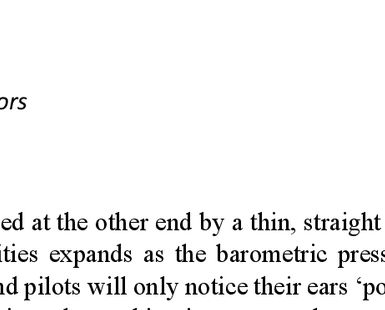 ors
ed at the other end by a thin, straight
ities expands as the barometric press
nd pilots will only notice their ears ‘po